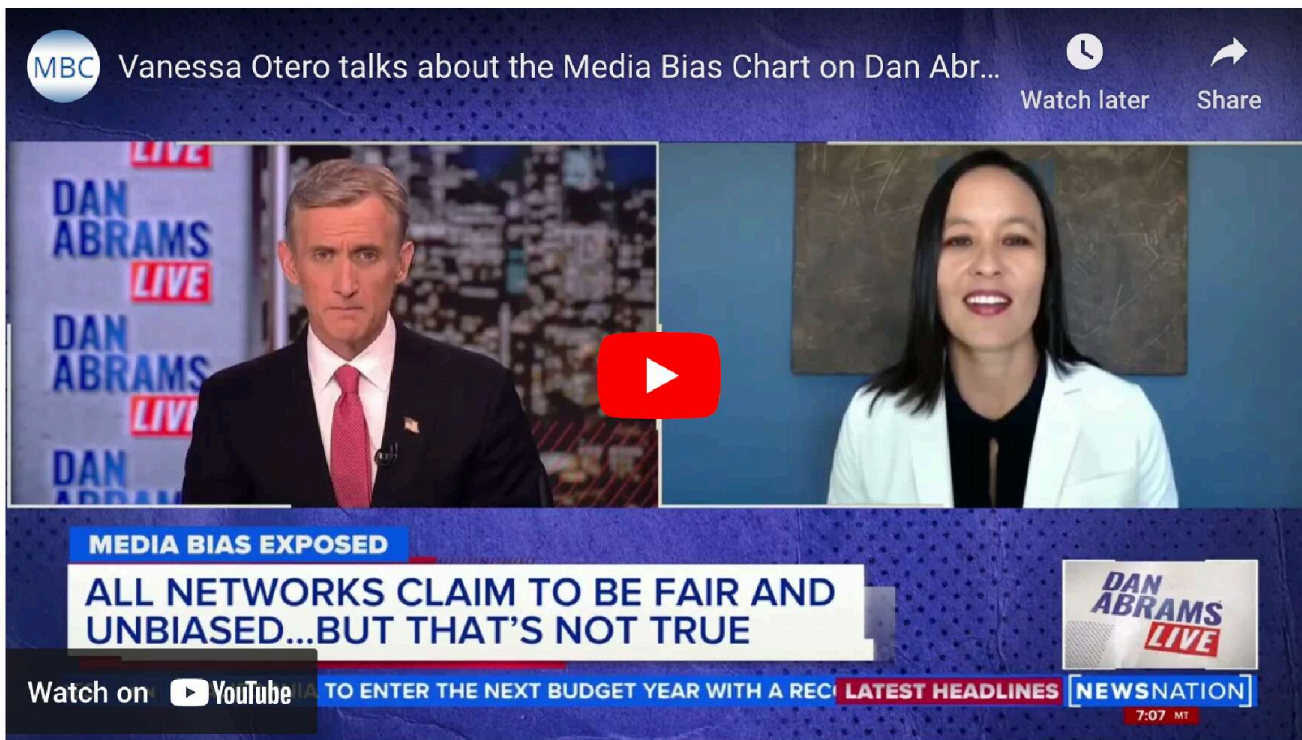 MBC
Vanessa Otero talks about the Media Bias Chart on Dan Abr...
Watch later
Share
LIVE
DAN
ABRAMS
LIVE
DAN
ABRAMS
LIVE
DAN
ABRAMS
MEDIA BIAS EXPOSED
ALL NETWORKS CLAIM TO BE FAIR AND
UNBIASED...BUT THAT'S NOT TRUE
DAN
ABRAMS
LIVE
Watch on YouTube
TO ENTER THE NEXT BUDGET YEAR WITH A REC
LATEST HEADLINES
NEWSNATION
7:07 MT